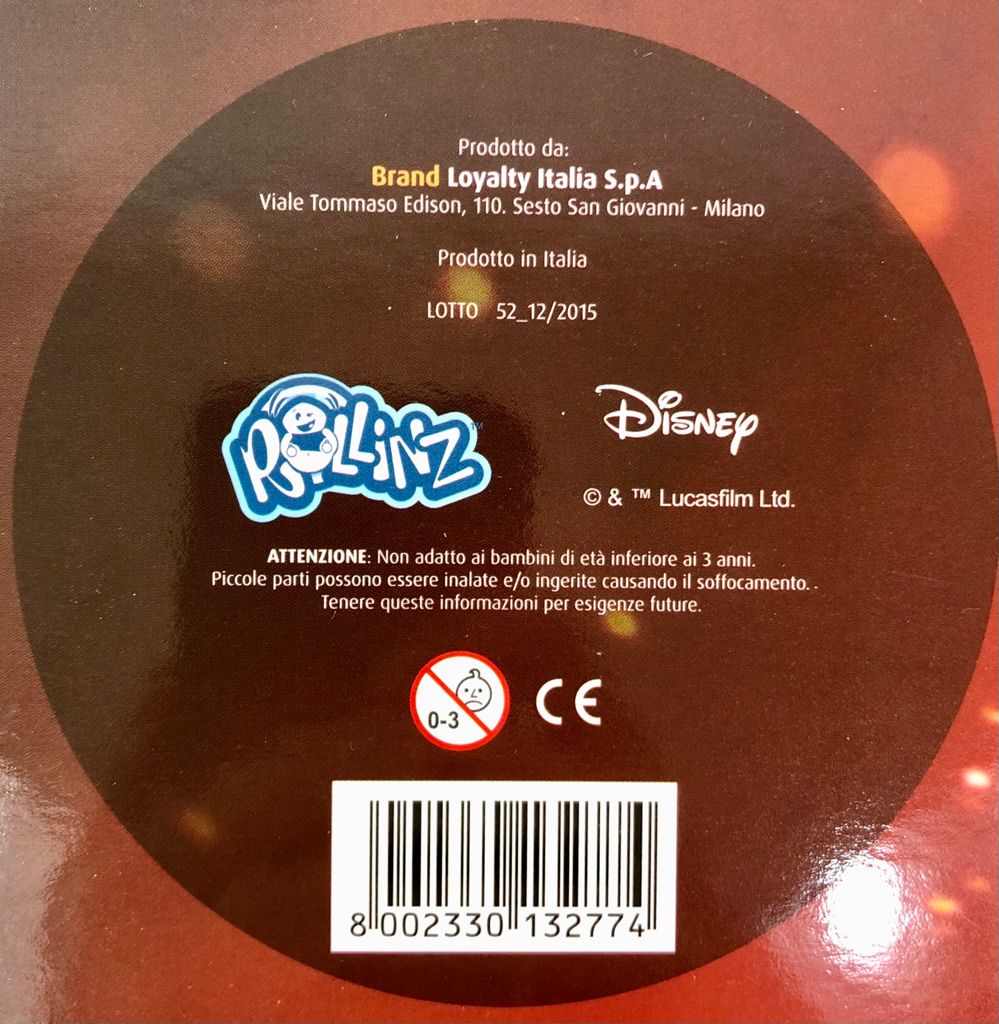 Prodotto da:
Brand Loyalty Italia S.p.A
Viale Tommaso Edison, 110. Sesto San Giovanni - Milano
Prodotto in Italia
LOTTO 52_12/2015
ROLLINZ™
DISNEY
© & ™ Lucasfilm Ltd.
ATTENZIONE: Non adatto ai bambini di età inferiore ai 3 anni.
Piccole parti possono essere inalate e/o ingerite causando il soffocamento.
Tenere queste informazioni per esigenze future.
0-3
CE
8 002330 132774